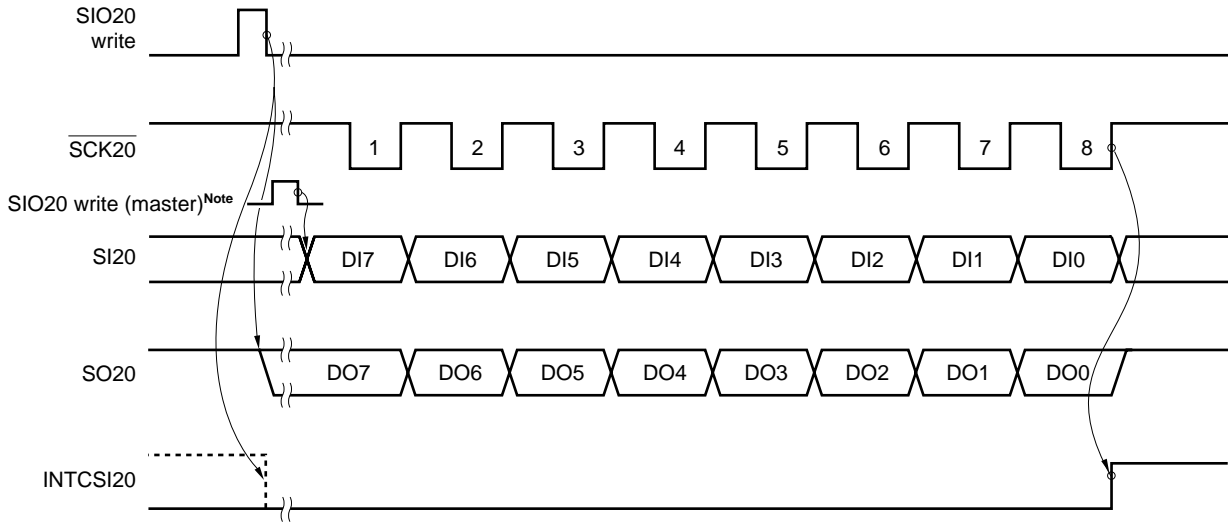 SIO20
write
SCK20
1 2 3 4 5 6 7 8
SIO20 write (master)Note
SI20
DI7 DI6 DI5 DI4 DI3 DI2 DI1 DI0
SO20
DO7 DO6 DO5 DO4 DO3 DO2 DO1 DO0
INTCSI20